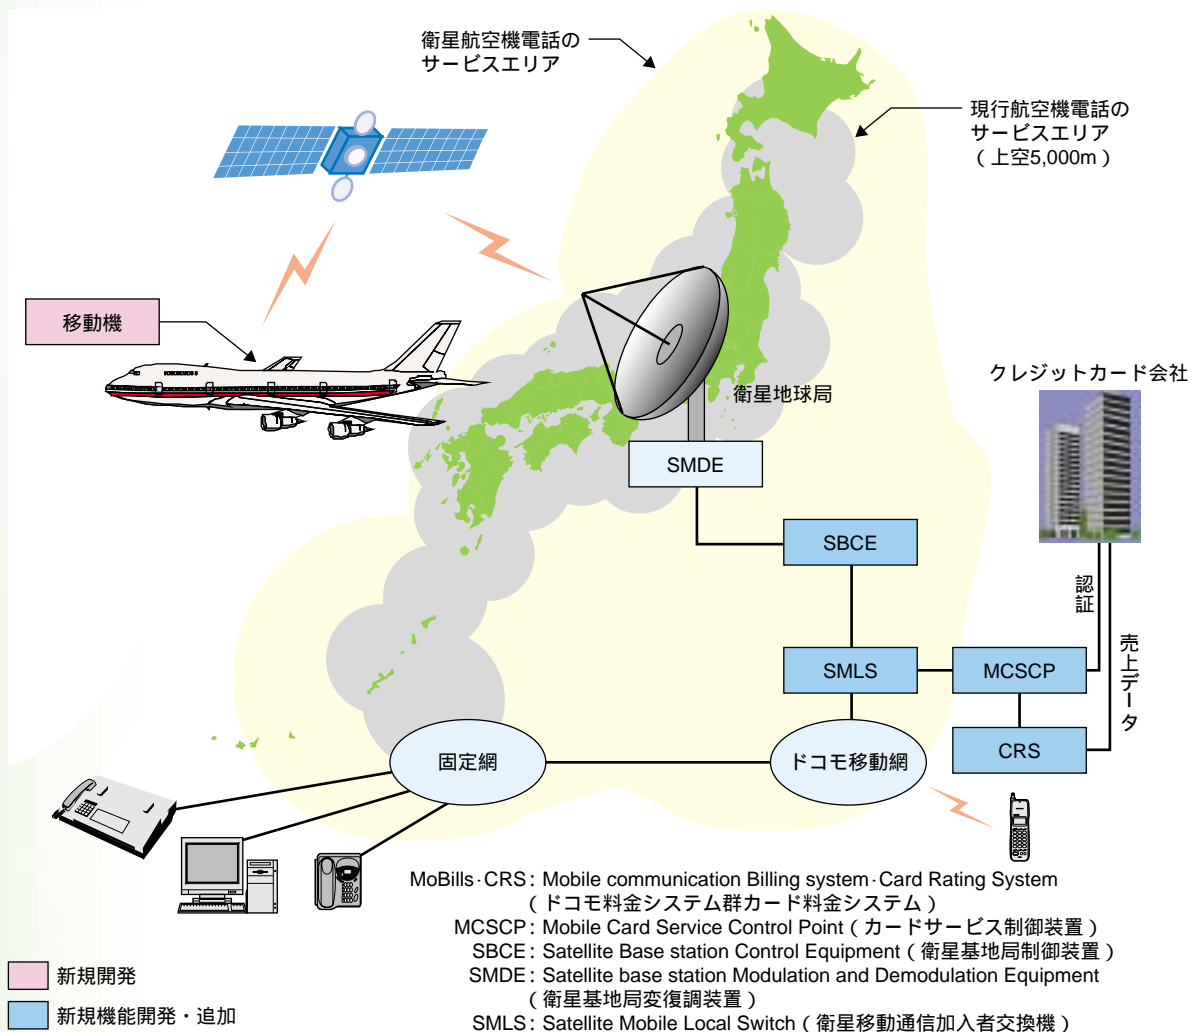 衛星航空機電話の
サービスエリア
現行航空機電話の
サービスエリア
（上空5,000m）
移動機
衛星地球局
クレジットカード会社
SMDE
SBCE
認証
売上データ
SMLS
MCSCP
CRS
固定網
ドコモ移動網
MoBills·CRS：Mobile communication Billing system·Card Rating System
（ドコモ料金システム群カード料金システム）
MCSCP：Mobile Card Service Control Point（カードサービス制御装置）
SBCE：Satellite Base station Control Equipment（衛星基地局制御装置）
SMDE：Satellite base station Modulation and Demodulation Equipment
（衛星基地局変復調装置）
SMLS：Satellite Mobile Local Switch（衛星移動通信加入者交換機）
新規開発
新規機能開発・追加